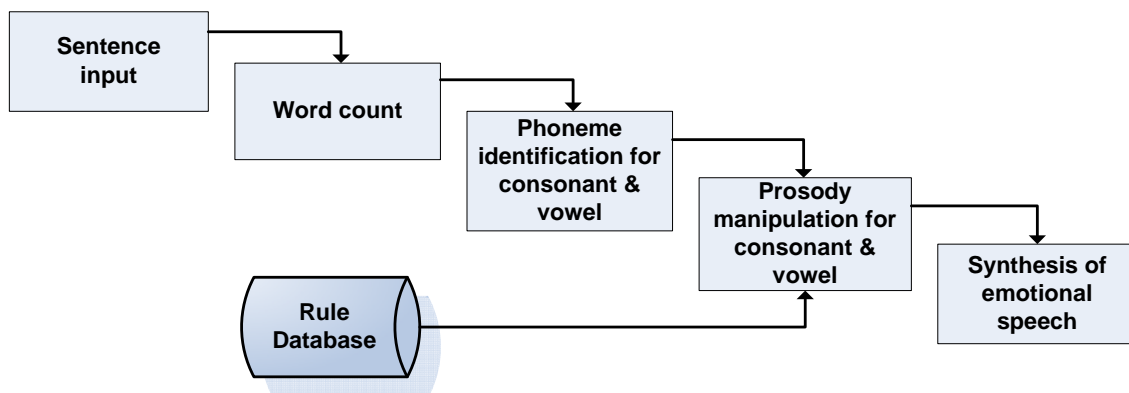 Sentence
input
Word count
Phoneme
identification for
consonant &
vowel
Prosody
manipulation for
consonant &
vowel
Synthesis of
emotional
speech
Rule
Database